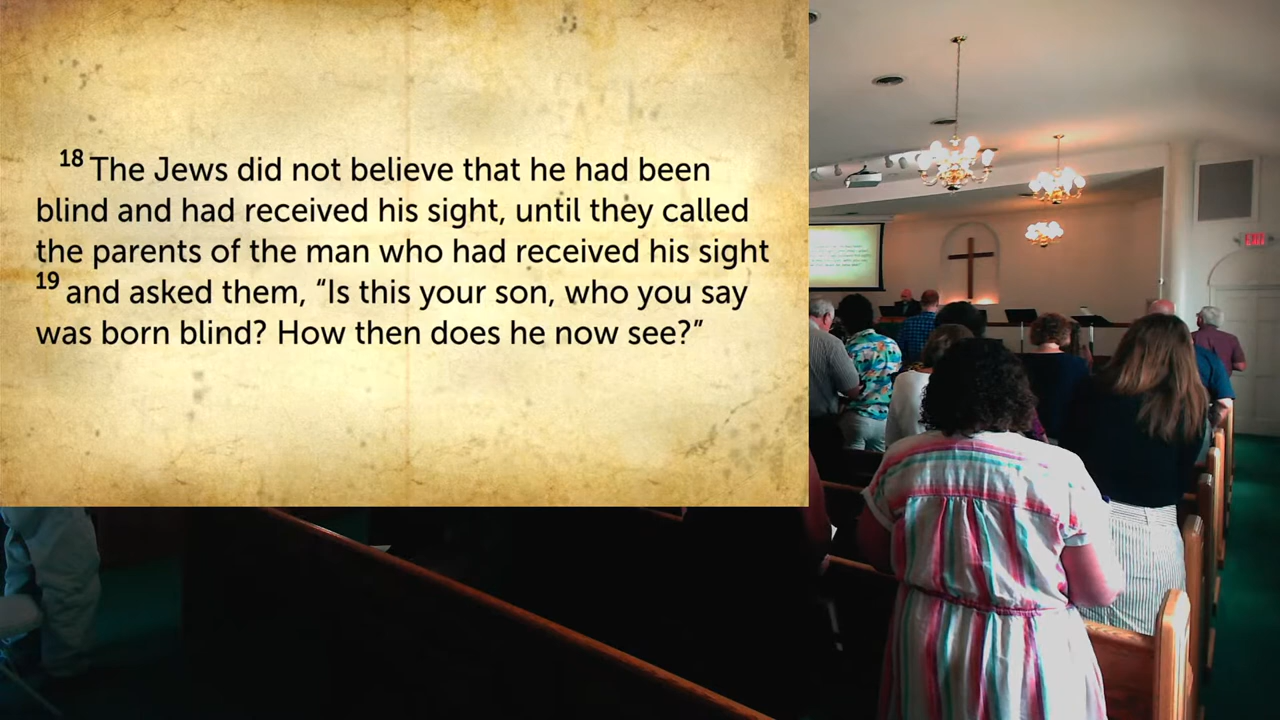 18 The Jews did not believe that he had been
blind and had received his sight, until they called
the parents of the man who had received his sight
19 and asked them, “Is this your son, who you say
was born blind? How then does he now see?”
EXIT